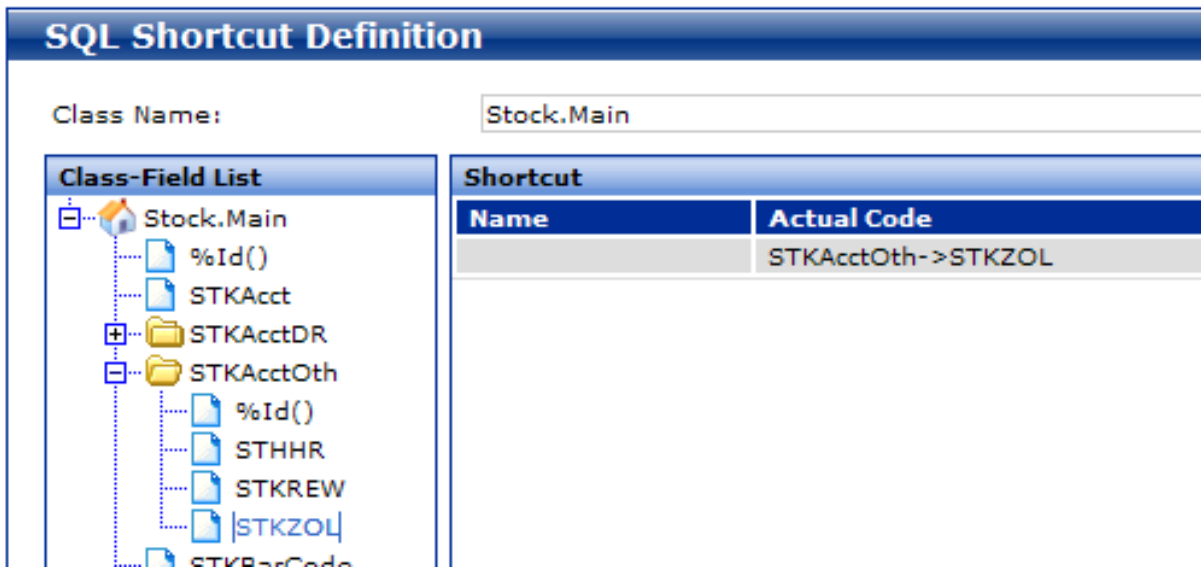 SQL Shortcut Definition
Class Name: Stock.Main
Class-Field List
Stock.Main
%Id()
STKAcct
STKAcctDR
STKAcctOth
%Id()
STHHR
STKREW
STKZOL
STKBarCode
Shortcut
Name Actual Code
STKAcctOth->STKZOL